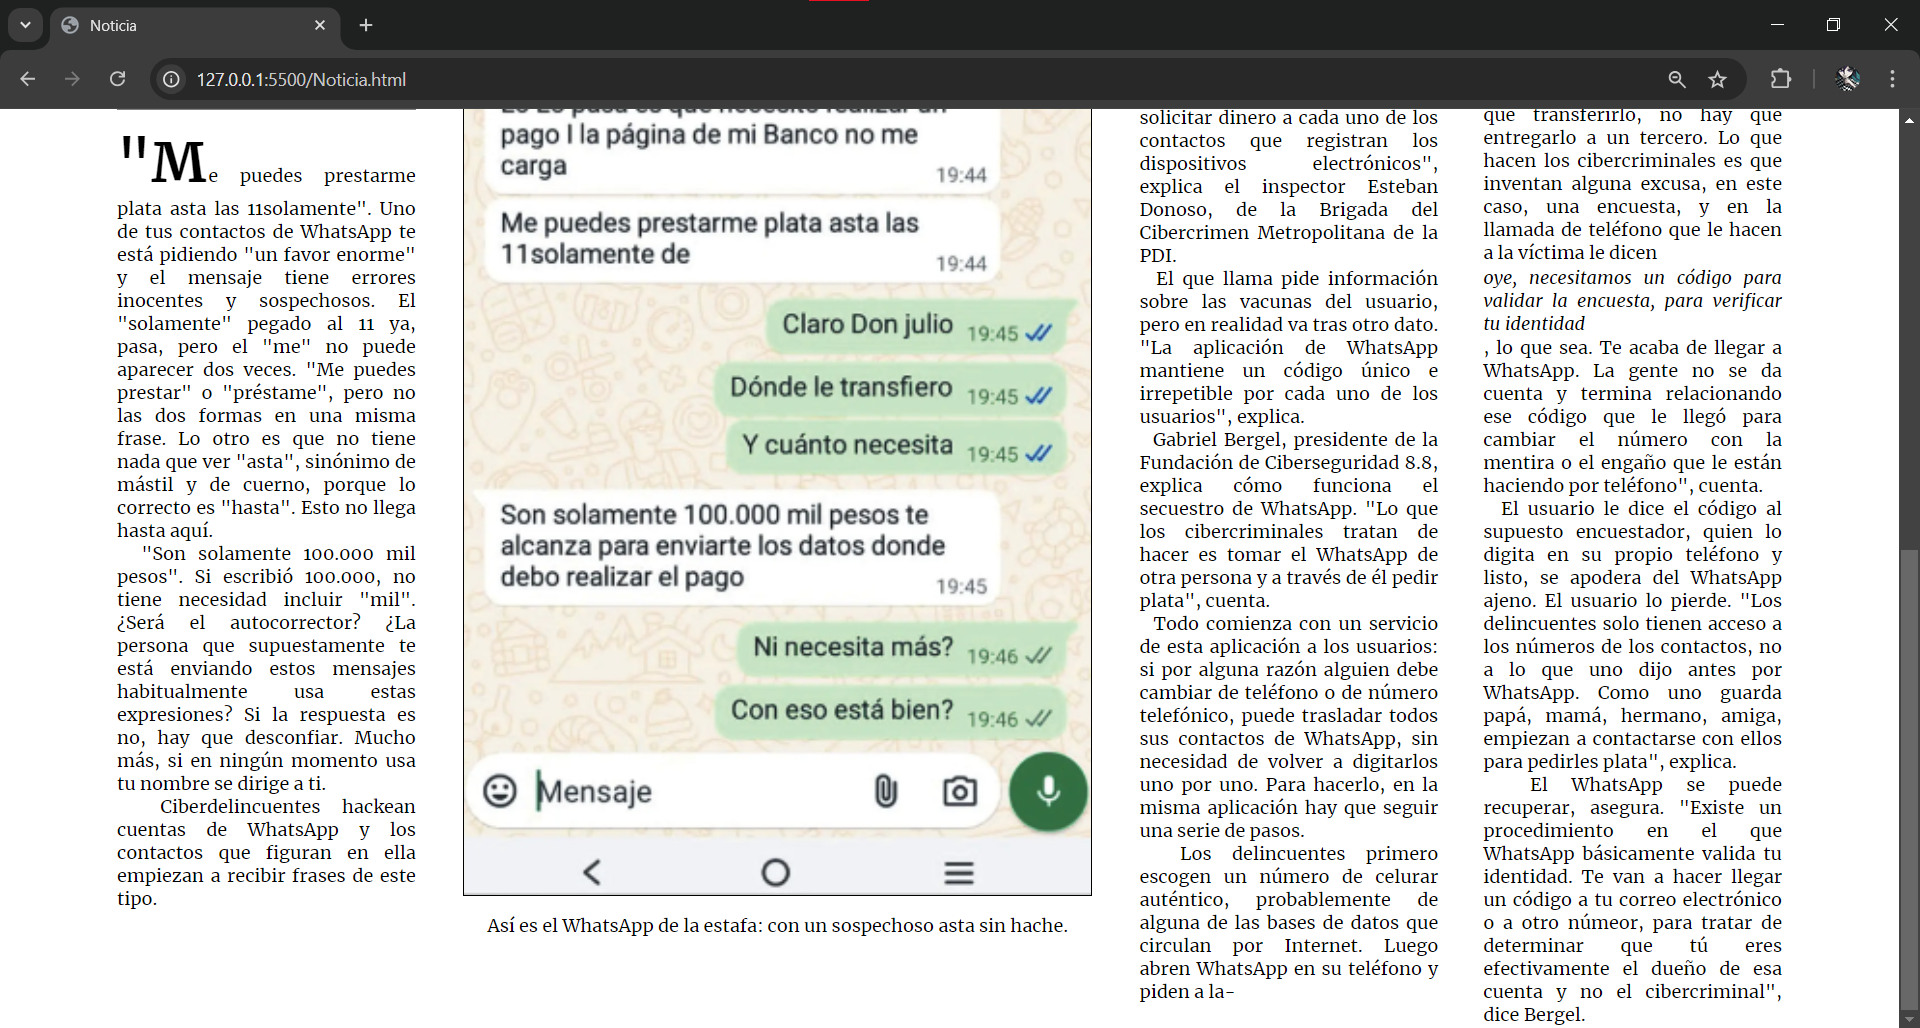 Noticia
127.0.0.1:5500/Noticia.html
"Me puedes prestarme
plata asta las 11solamente". Uno
de tus contactos de WhatsApp te
está pidiendo "un favor enorme"
y el mensaje tiene errores
inocentes y sospechosos. El
"solamente" pegado al 11 ya,
pasa, pero el "me" no puede
aparecer dos veces. "Me puedes
prestar" o "préstame", pero no
las dos formas en una misma
frase. Lo otro es que no tiene
nada que ver "asta", sinónimo de
mástil y de cuerno, porque lo
correcto es "hasta". Esto no llega
hasta aquí.
"Son solamente 100.000 mil
pesos". Si escribió 100.000, no
tiene necesidad incluir "mil".
¿Será el autocorrector? ¿La
persona que supuestamente te
está enviando estos mensajes
habitualmente usa estas
expresiones? Si la respuesta es
no, hay que desconfiar. Mucho
más, si en ningún momento usa
tu nombre se dirige a ti.
Ciberdelincuentes hackean
cuentas de WhatsApp y los
contactos que figuran en ella
empiezan a recibir frases de este
tipo.
pasa es que necesito realizar un
pago I la página de mi Banco no me
carga
19:44
Me puedes prestarme plata asta las
11solamente de
19:44
Claro Don julio 19:45
Dónde le transfiero 19:45
Y cuánto necesita 19:45
Son solamente 100.000 mil pesos te
alcanza para enviarte los datos donde
debo realizar el pago
19:45
Ni necesita más? 19:46
Con eso está bien? 19:46
Mensaje
Así es el WhatsApp de la estafa: con un sospechoso asta sin hache.
solicitar dinero a cada uno de los
contactos que registran los
dispositivos electrónicos",
explica el inspector Esteban
Donoso, de la Brigada del
Cibercrimen Metropolitana de la
PDI.
El que llama pide información
sobre las vacunas del usuario,
pero en realidad va tras otro dato.
"La aplicación de WhatsApp
mantiene un código único e
irrepetible por cada uno de los
usuarios", explica.
Gabriel Bergel, presidente de la
Fundación de Ciberseguridad 8.8,
explica cómo funciona el
secuestro de WhatsApp. "Lo que
los cibercriminales tratan de
hacer es tomar el WhatsApp de
otra persona y a través de él pedir
plata", cuenta.
Todo comienza con un servicio
de esta aplicación a los usuarios:
si por alguna razón alguien debe
cambiar de teléfono o de número
telefónico, puede trasladar todos
sus contactos de WhatsApp, sin
necesidad de volver a digitarlos
uno por uno. Para hacerlo, en la
misma aplicación hay que seguir
una serie de pasos.
Los delincuentes primero
escogen un número de celurar
auténtico, probablemente de
alguna de las bases de datos que
circulan por Internet. Luego
abren WhatsApp en su teléfono y
piden a la-
que transferirlo, no hay que
entregarlo a un tercero. Lo que
hacen los cibercriminales es que
inventan alguna excusa, en este
caso, una encuesta, y en la
llamada de teléfono que le hacen
a la víctima le dicen
oye, necesitamos un código para
validar la encuesta, para verificar
tu identidad
, lo que sea. Te acaba de llegar a
WhatsApp. La gente no se da
cuenta y termina relacionando
ese código que le llegó para
cambiar el número con la
mentira o el engaño que le están
haciendo por teléfono", cuenta.
El usuario le dice el código al
supuesto encuestador, quien lo
digita en su propio teléfono y
listo, se apodera del WhatsApp
ajeno. El usuario lo pierde. "Los
delincuentes solo tienen acceso a
los números de los contactos, no
a lo que uno dijo antes por
WhatsApp. Como uno guarda
papá, mamá, hermano, amiga,
empiezan a contactarse con ellos
para pedirles plata", explica.
El WhatsApp se puede
recuperar, asegura. "Existe un
procedimiento en el que
WhatsApp básicamente valida tu
identidad. Te van a hacer llegar
un código a tu correo electrónico
o a otro númeor, para tratar de
determinar que tú eres
efectivamente el dueño de esa
cuenta y no el cibercriminal",
dice Bergel.